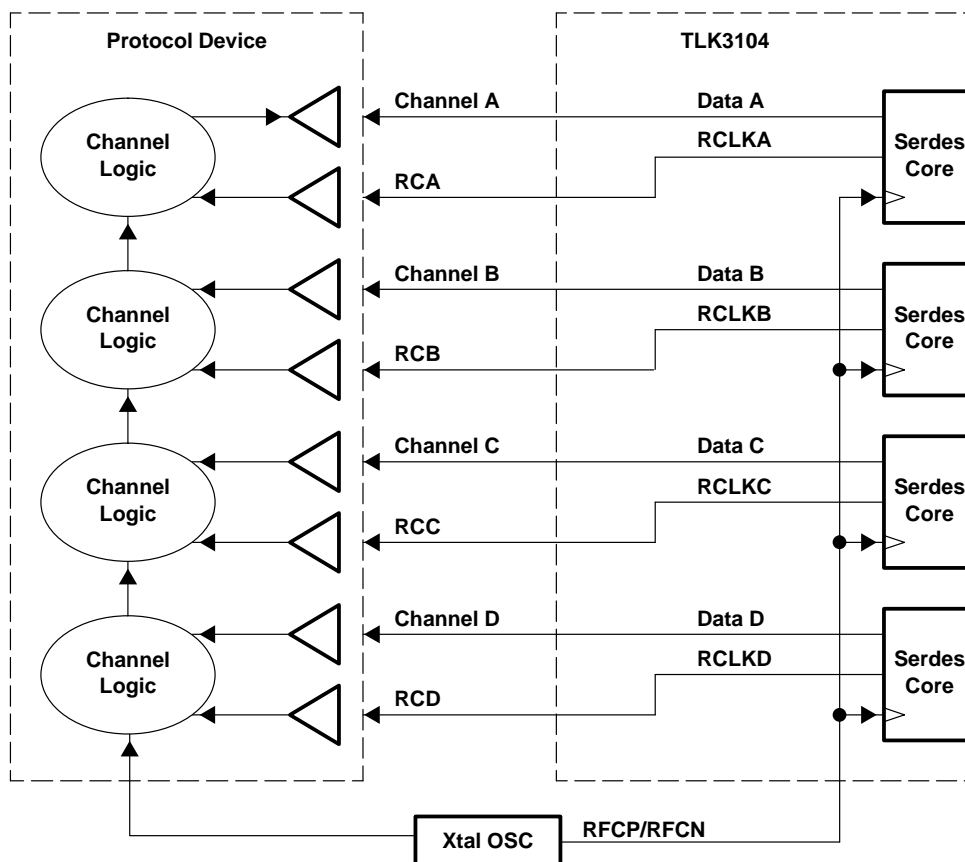 Protocol Device
TLK3104
Channel A
Data A
Channel
Logic
RCLKA
Serdes
Core
RCA
Channel B
Data B
Channel
Logic
RCLKB
Serdes
Core
RCB
Channel C
Data C
Channel
Logic
RCLKC
Serdes
Core
RCC
Channel D
Data D
Channel
Logic
RCLKD
Serdes
Core
RCD
Xtal OSC
RFCP/RFCN